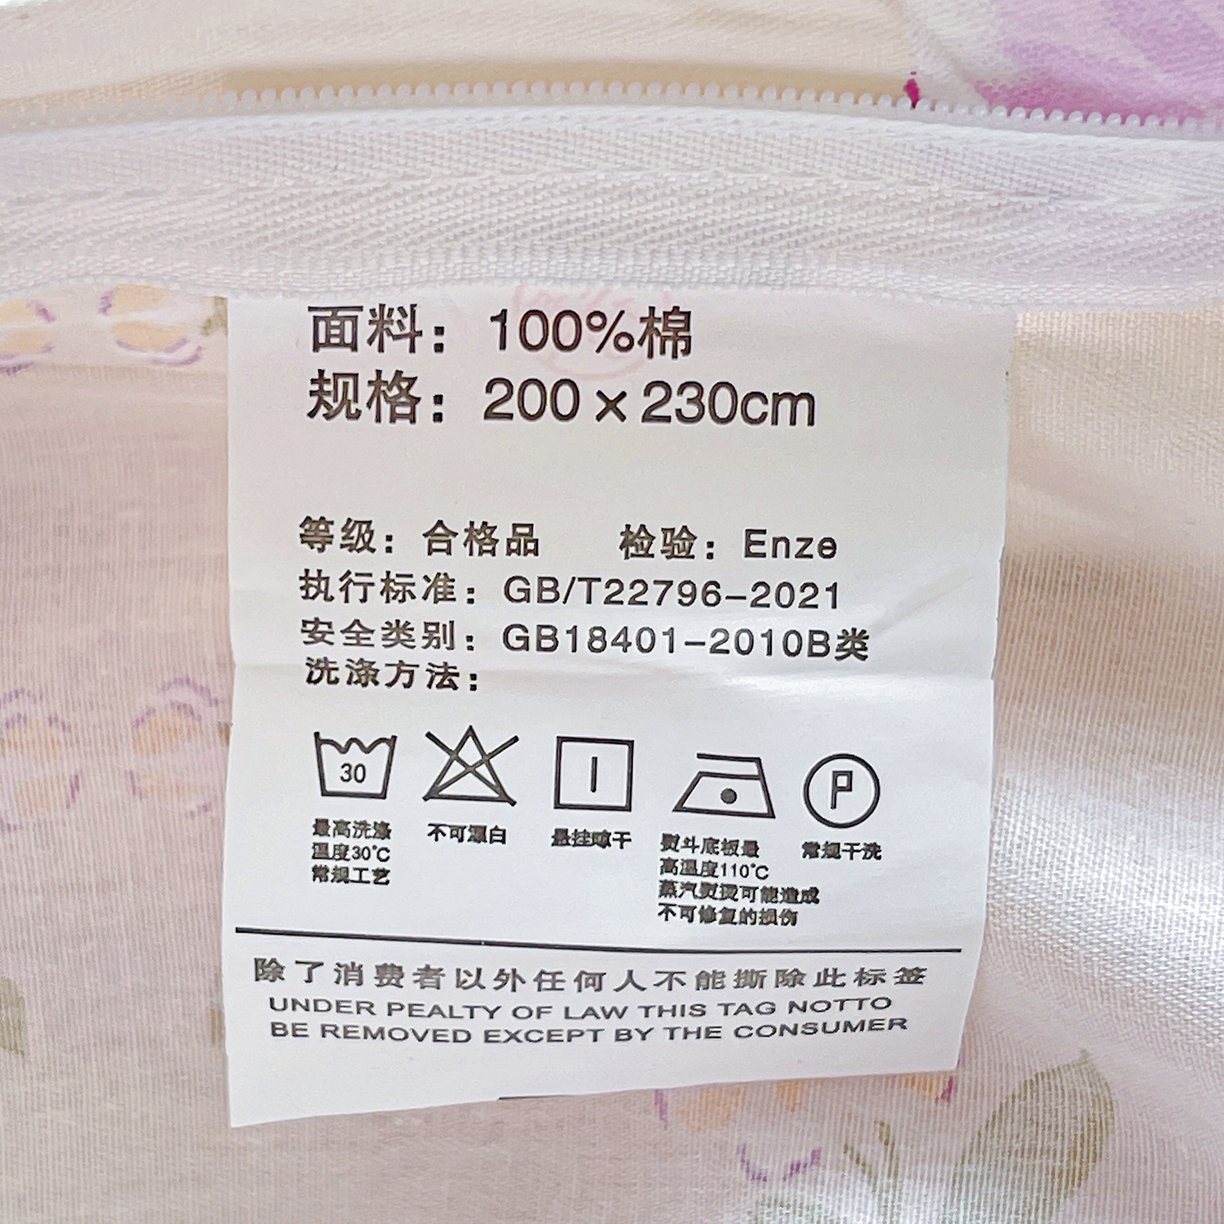 面料：100%棉
规格：200×230cm
等级：合格品 检验：Enze
执行标准：GB/T22796-2021
安全类别：GB18401-2010B类
洗涤方法：
30
P
最高洗涤
温度30℃
常规工艺
不可漂白
悬挂晾干
熨斗底板最
高温度110℃
蒸汽熨烫可能造成
不可修复的损伤
常规干洗
除了消费者以外任何人不能撕除此标签
UNDER PEALTY OF LAW THIS TAG NOTTO
BE REMOVED EXCEPT BY THE CONSUMER